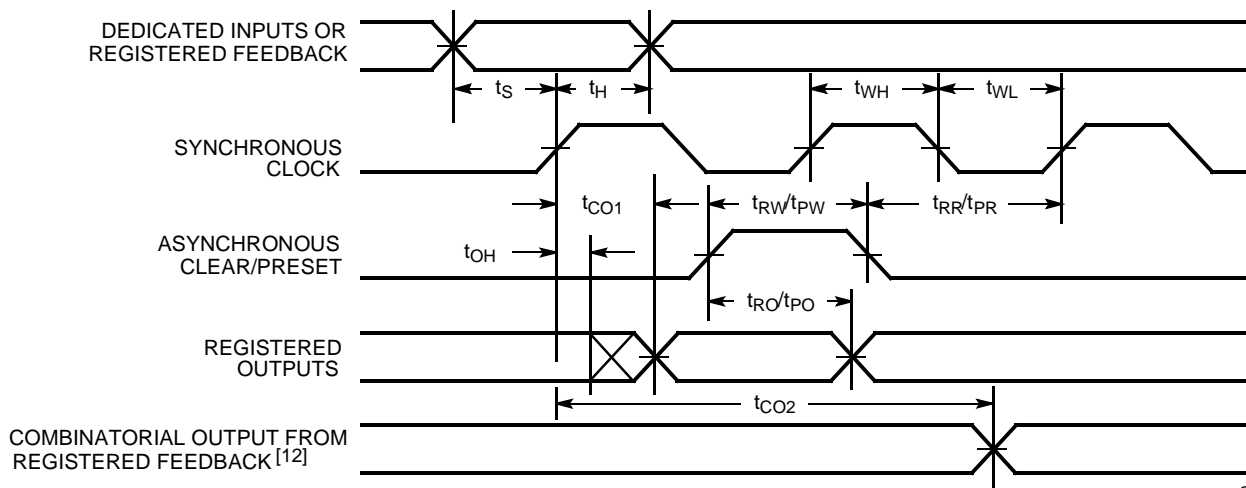 DEDICATED INPUTS OR
REGISTERED FEEDBACK
tS
tH
tWH
tWL
SYNCHRONOUS
CLOCK
tCO1
tRW/tPW
tRR/tPR
ASYNCHRONOUS
CLEAR/PRESET
tOH
tRO/tPO
REGISTERED
OUTPUTS
tCO2
COMBINATORIAL OUTPUT FROM
REGISTERED FEEDBACK [12]